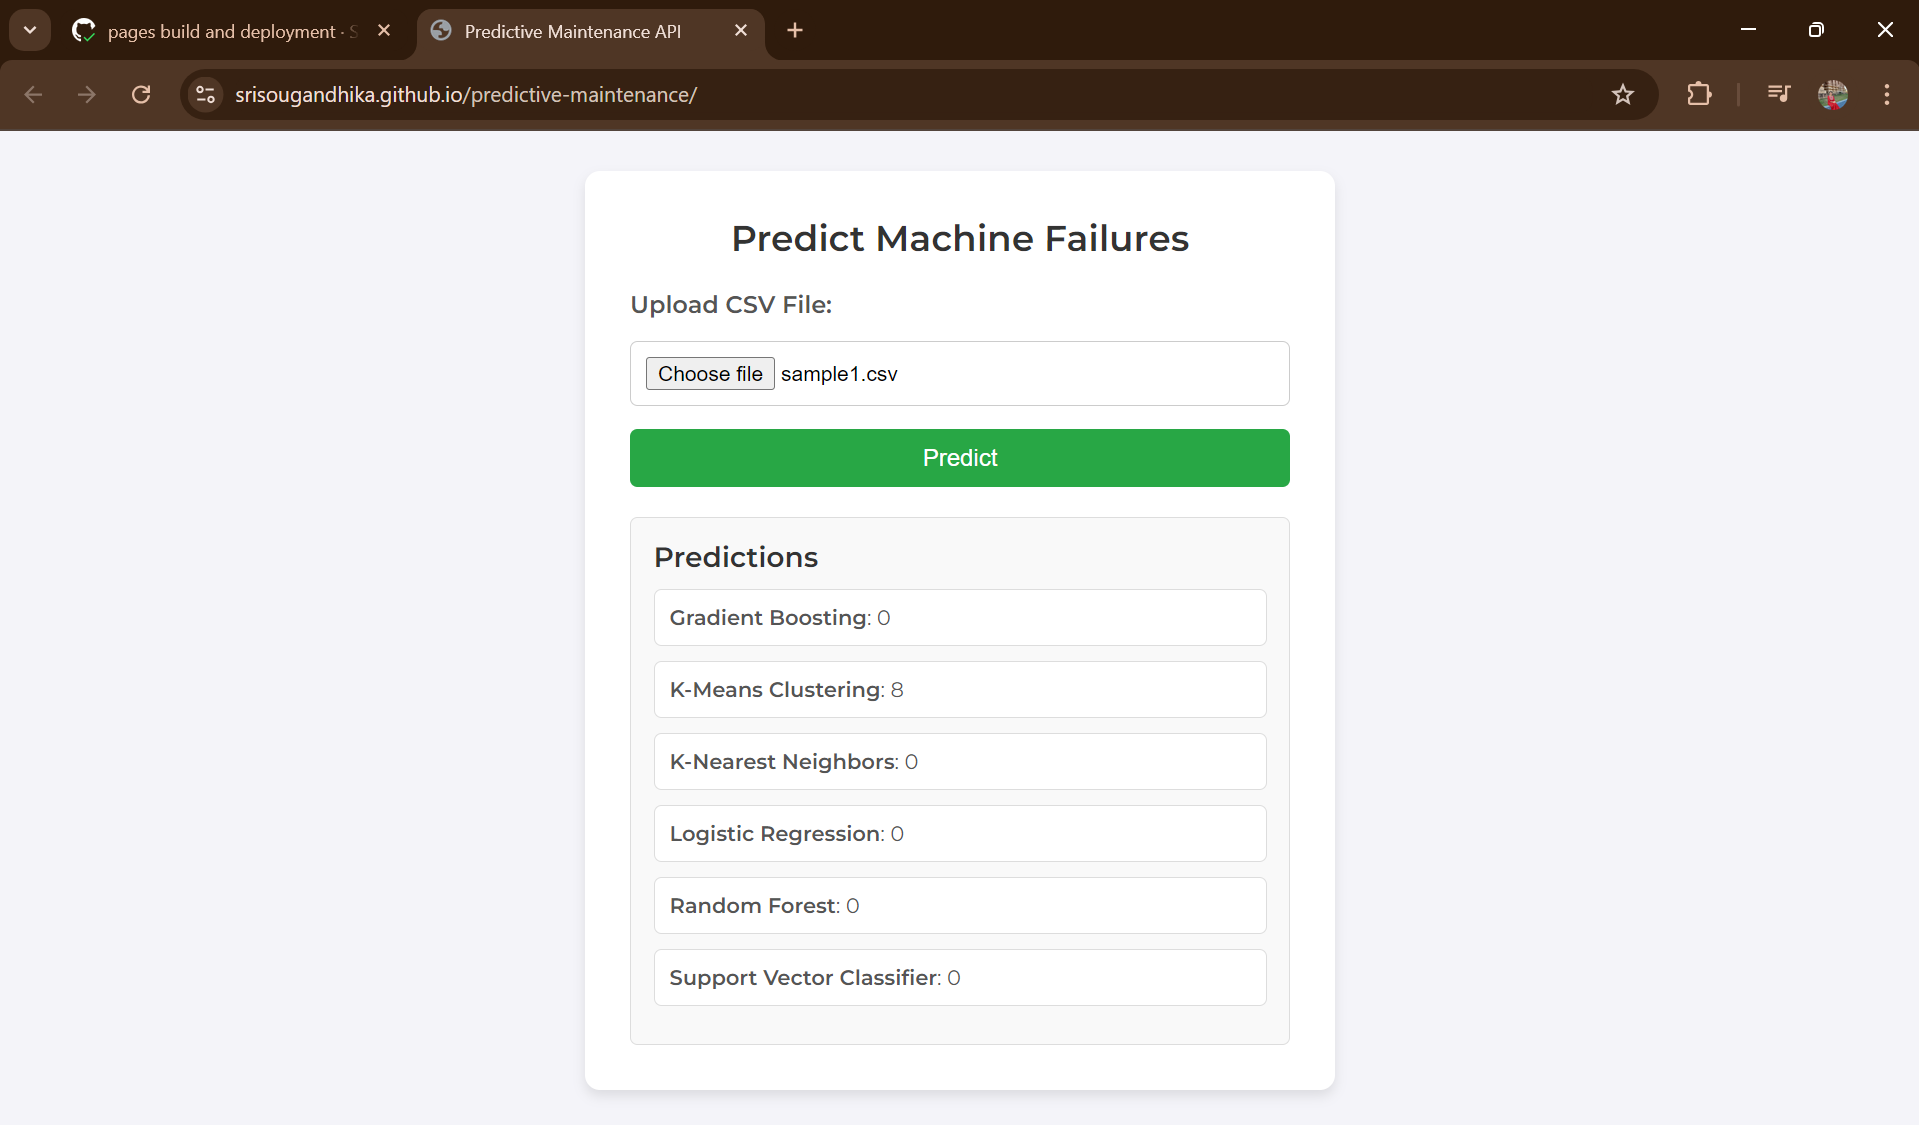 pages build and deployment · S
Predictive Maintenance API
srisougandhika.github.io/predictive-maintenance/
Predict Machine Failures
Upload CSV File:
Choose file sample1.csv
Predict
Predictions
Gradient Boosting: 0
K-Means Clustering: 8
K-Nearest Neighbors: 0
Logistic Regression: 0
Random Forest: 0
Support Vector Classifier: 0